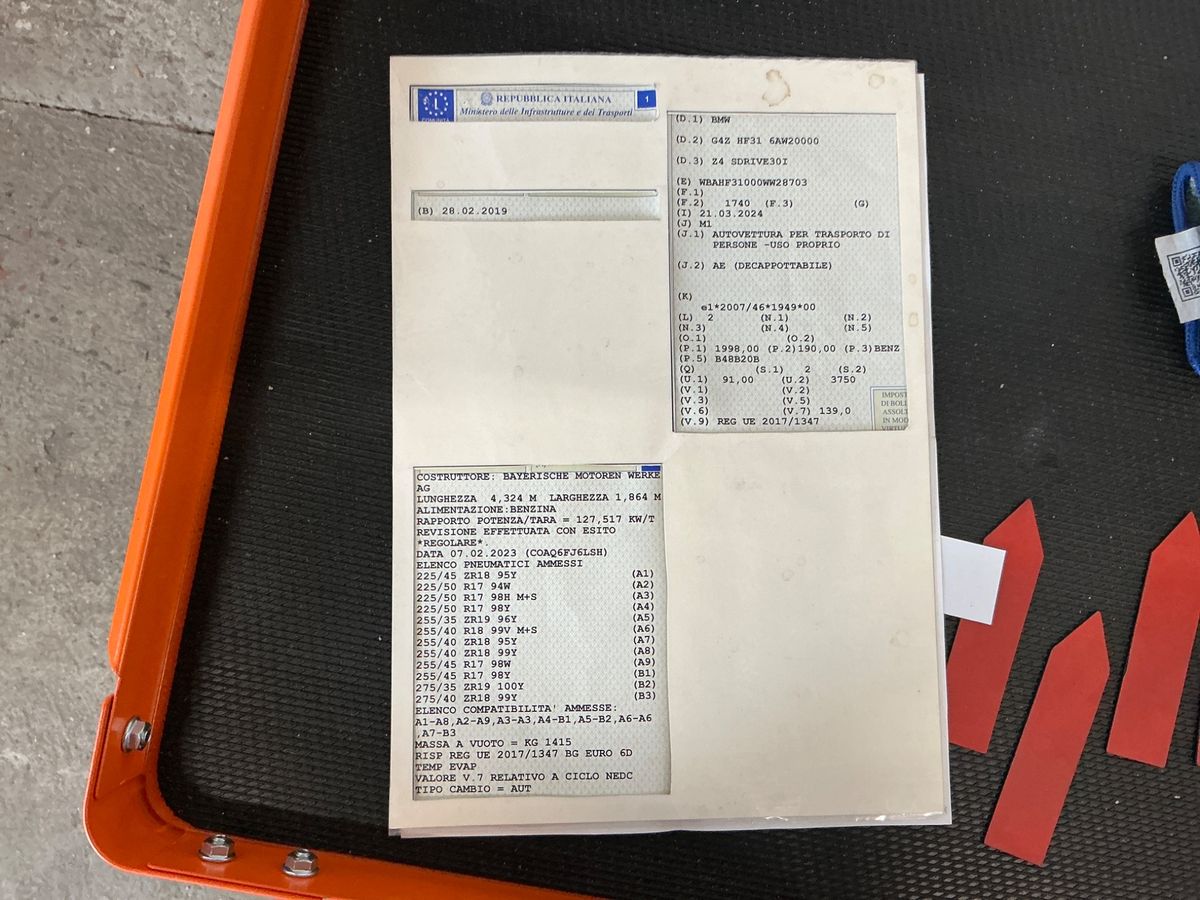 REPUBBLICA ITALIANA
1
Ministero delle Infrastrutture e dei Trasporti
(B) 28.02.2019
(D.1) BMW
(D.2) G4Z HF31 6AW20000
(D.3) Z4 SDRIVE30I
(E) WBAHF31000WW28703
(F.1)
(F.2) 1740 (F.3) (G)
(I) 21.03.2024
(J) M1
(J.1) AUTOVETTURA PER TRASPORTO DI
PERSONE -USO PROPRIO
(J.2) AE (DECAPPOTTABILE)
(K)
e1*2007/46*1949*00
(L) 2 (N.1) (N.2)
(N.3) (N.4) (N.5)
(O.1) (O.2)
(P.1) 1998,00 (P.2)190,00 (P.3)BENZ
(P.5) B48B20B
(Q) (S.1) 2 (S.2)
(U.1) 91,00 (U.2) 3750
(V.1) (V.2)
(V.3) (V.5)
(V.6) (V.7) 139,0
(V.9) REG UE 2017/1347
IMPOST
DI BOLL
ASSOLT
IN MOD
COSTRUTTORE: BAYERISCHE MOTOREN WERKE
AG
LUNGHEZZA 4,324 M LARGHEZZA 1,864 M
ALIMENTAZIONE:BENZINA
RAPPORTO POTENZA/TARA = 127,517 KW/T
REVISIONE EFFETTUATA CON ESITO
*REGOLARE*.
DATA 07.02.2023 (COAQ6FJ6LSH)
ELENCO PNEUMATICI AMMESSI
225/45 ZR18 95Y (A1)
225/50 R17 94W (A2)
225/50 R17 98H M+S (A3)
225/50 R17 98Y (A4)
255/35 ZR19 96Y (A5)
255/40 R18 99V M+S (A6)
255/40 ZR18 95Y (A7)
255/40 ZR18 99Y (A8)
255/45 R17 98W (A9)
255/45 R17 98Y (B1)
275/35 ZR19 100Y (B2)
275/40 ZR18 99Y (B3)
ELENCO COMPATIBILITA' AMMESSE:
A1-A8,A2-A9,A3-A3,A4-B1,A5-B2,A6-A6
,A7-B3
MASSA A VUOTO = KG 1415
RISP REG UE 2017/1347 BG EURO 6D
TEMP EVAP
VALORE V.7 RELATIVO A CICLO NEDC
TIPO CAMBIO = AUT